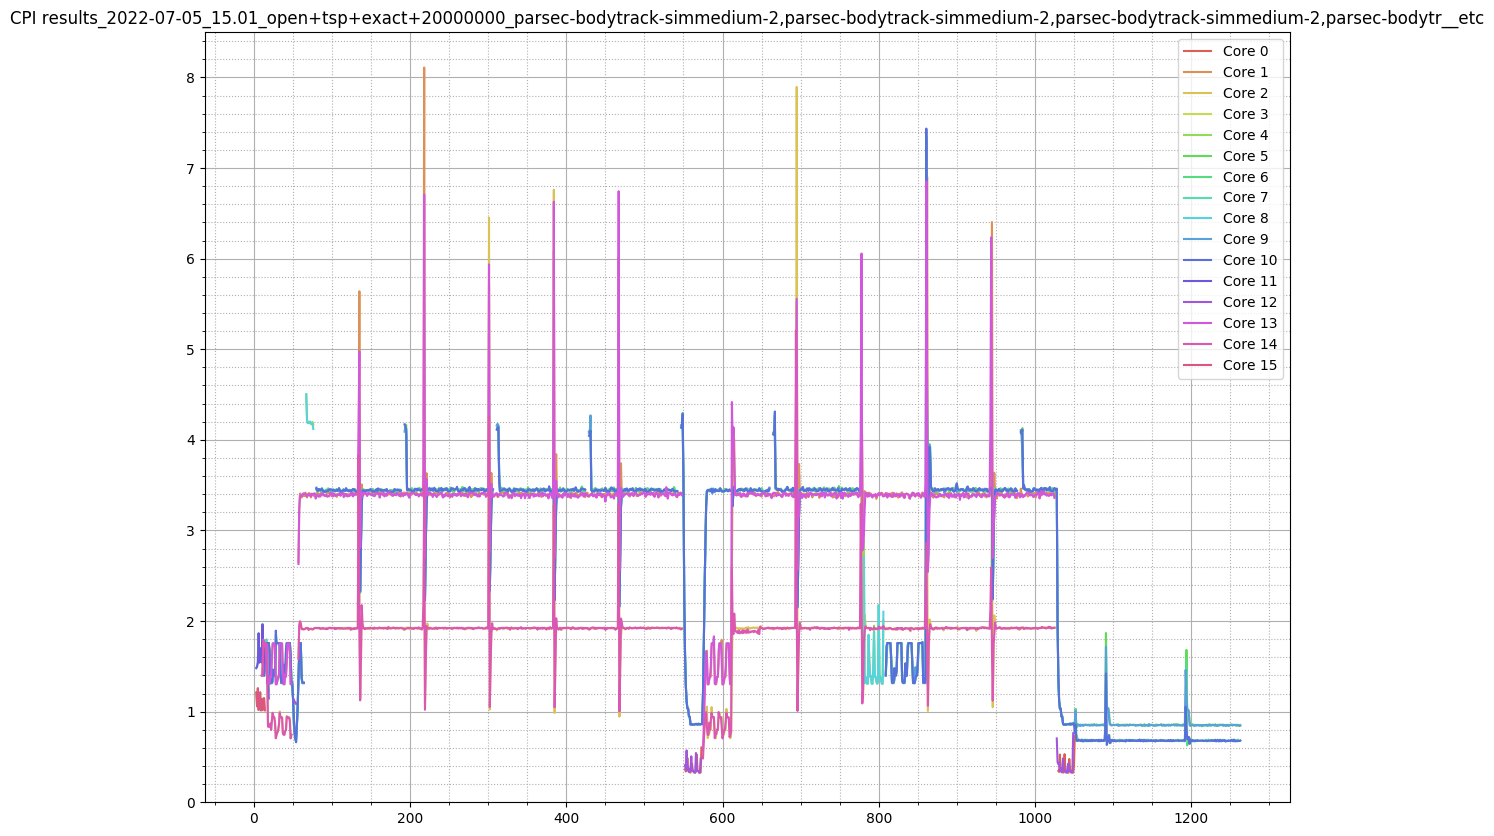 CPI results_2022-07-05_15.01_open+tsp+exact+20000000_parsec-bodytrack-simmedium-2,parsec-bodytrack-simmedium-2,parsec-bodytrack-simmedium-2,parsec-bodytr__etc
Core 0
Core 1
Core 2
Core 3
Core 4
Core 5
Core 6
Core 7
Core 8
Core 9
Core 10
Core 11
Core 12
Core 13
Core 14
Core 15
8
7
6
5
4
3
2
1
0
0 200 400 600 800 1000 1200